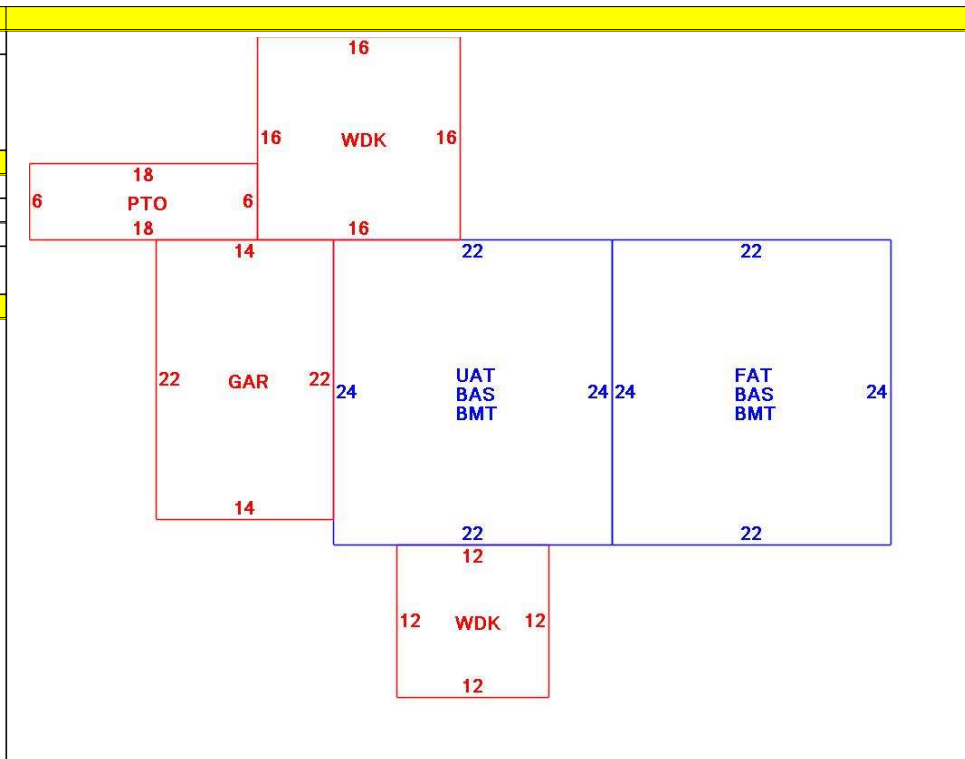 16
16 WDK 16
18
6 PTO 6
18
16
14
22
22
22 GAR 22
24 UAT 24
BAS
BMT
24 FAT 24
BAS
BMT
14
22
22
12
12 WDK 12
12